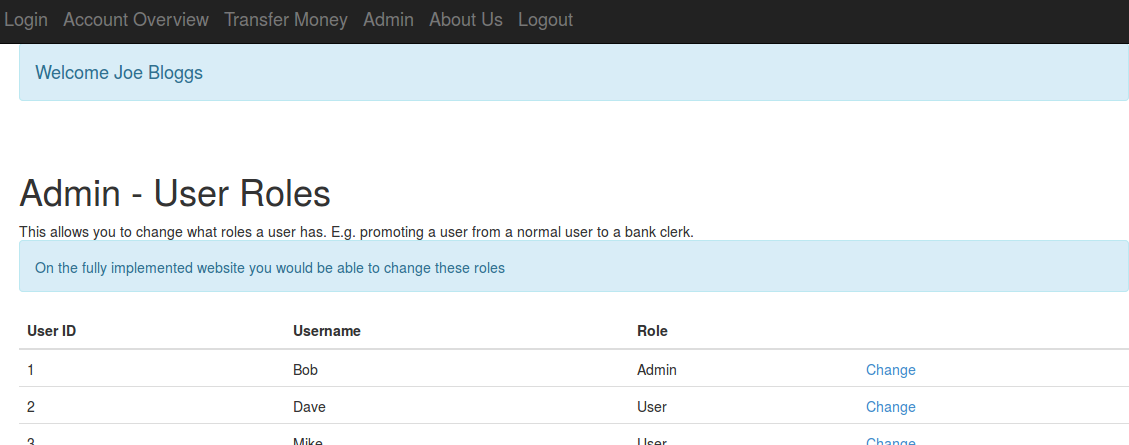 Login Account Overview Transfer Money Admin About Us Logout
Welcome Joe Bloggs
Admin - User Roles
This allows you to change what roles a user has. E.g. promoting a user from a normal user to a bank clerk.
On the fully implemented website you would be able to change these roles
User ID Username Role
1 Bob Admin Change
2 Dave User Change
3 Mike User Change